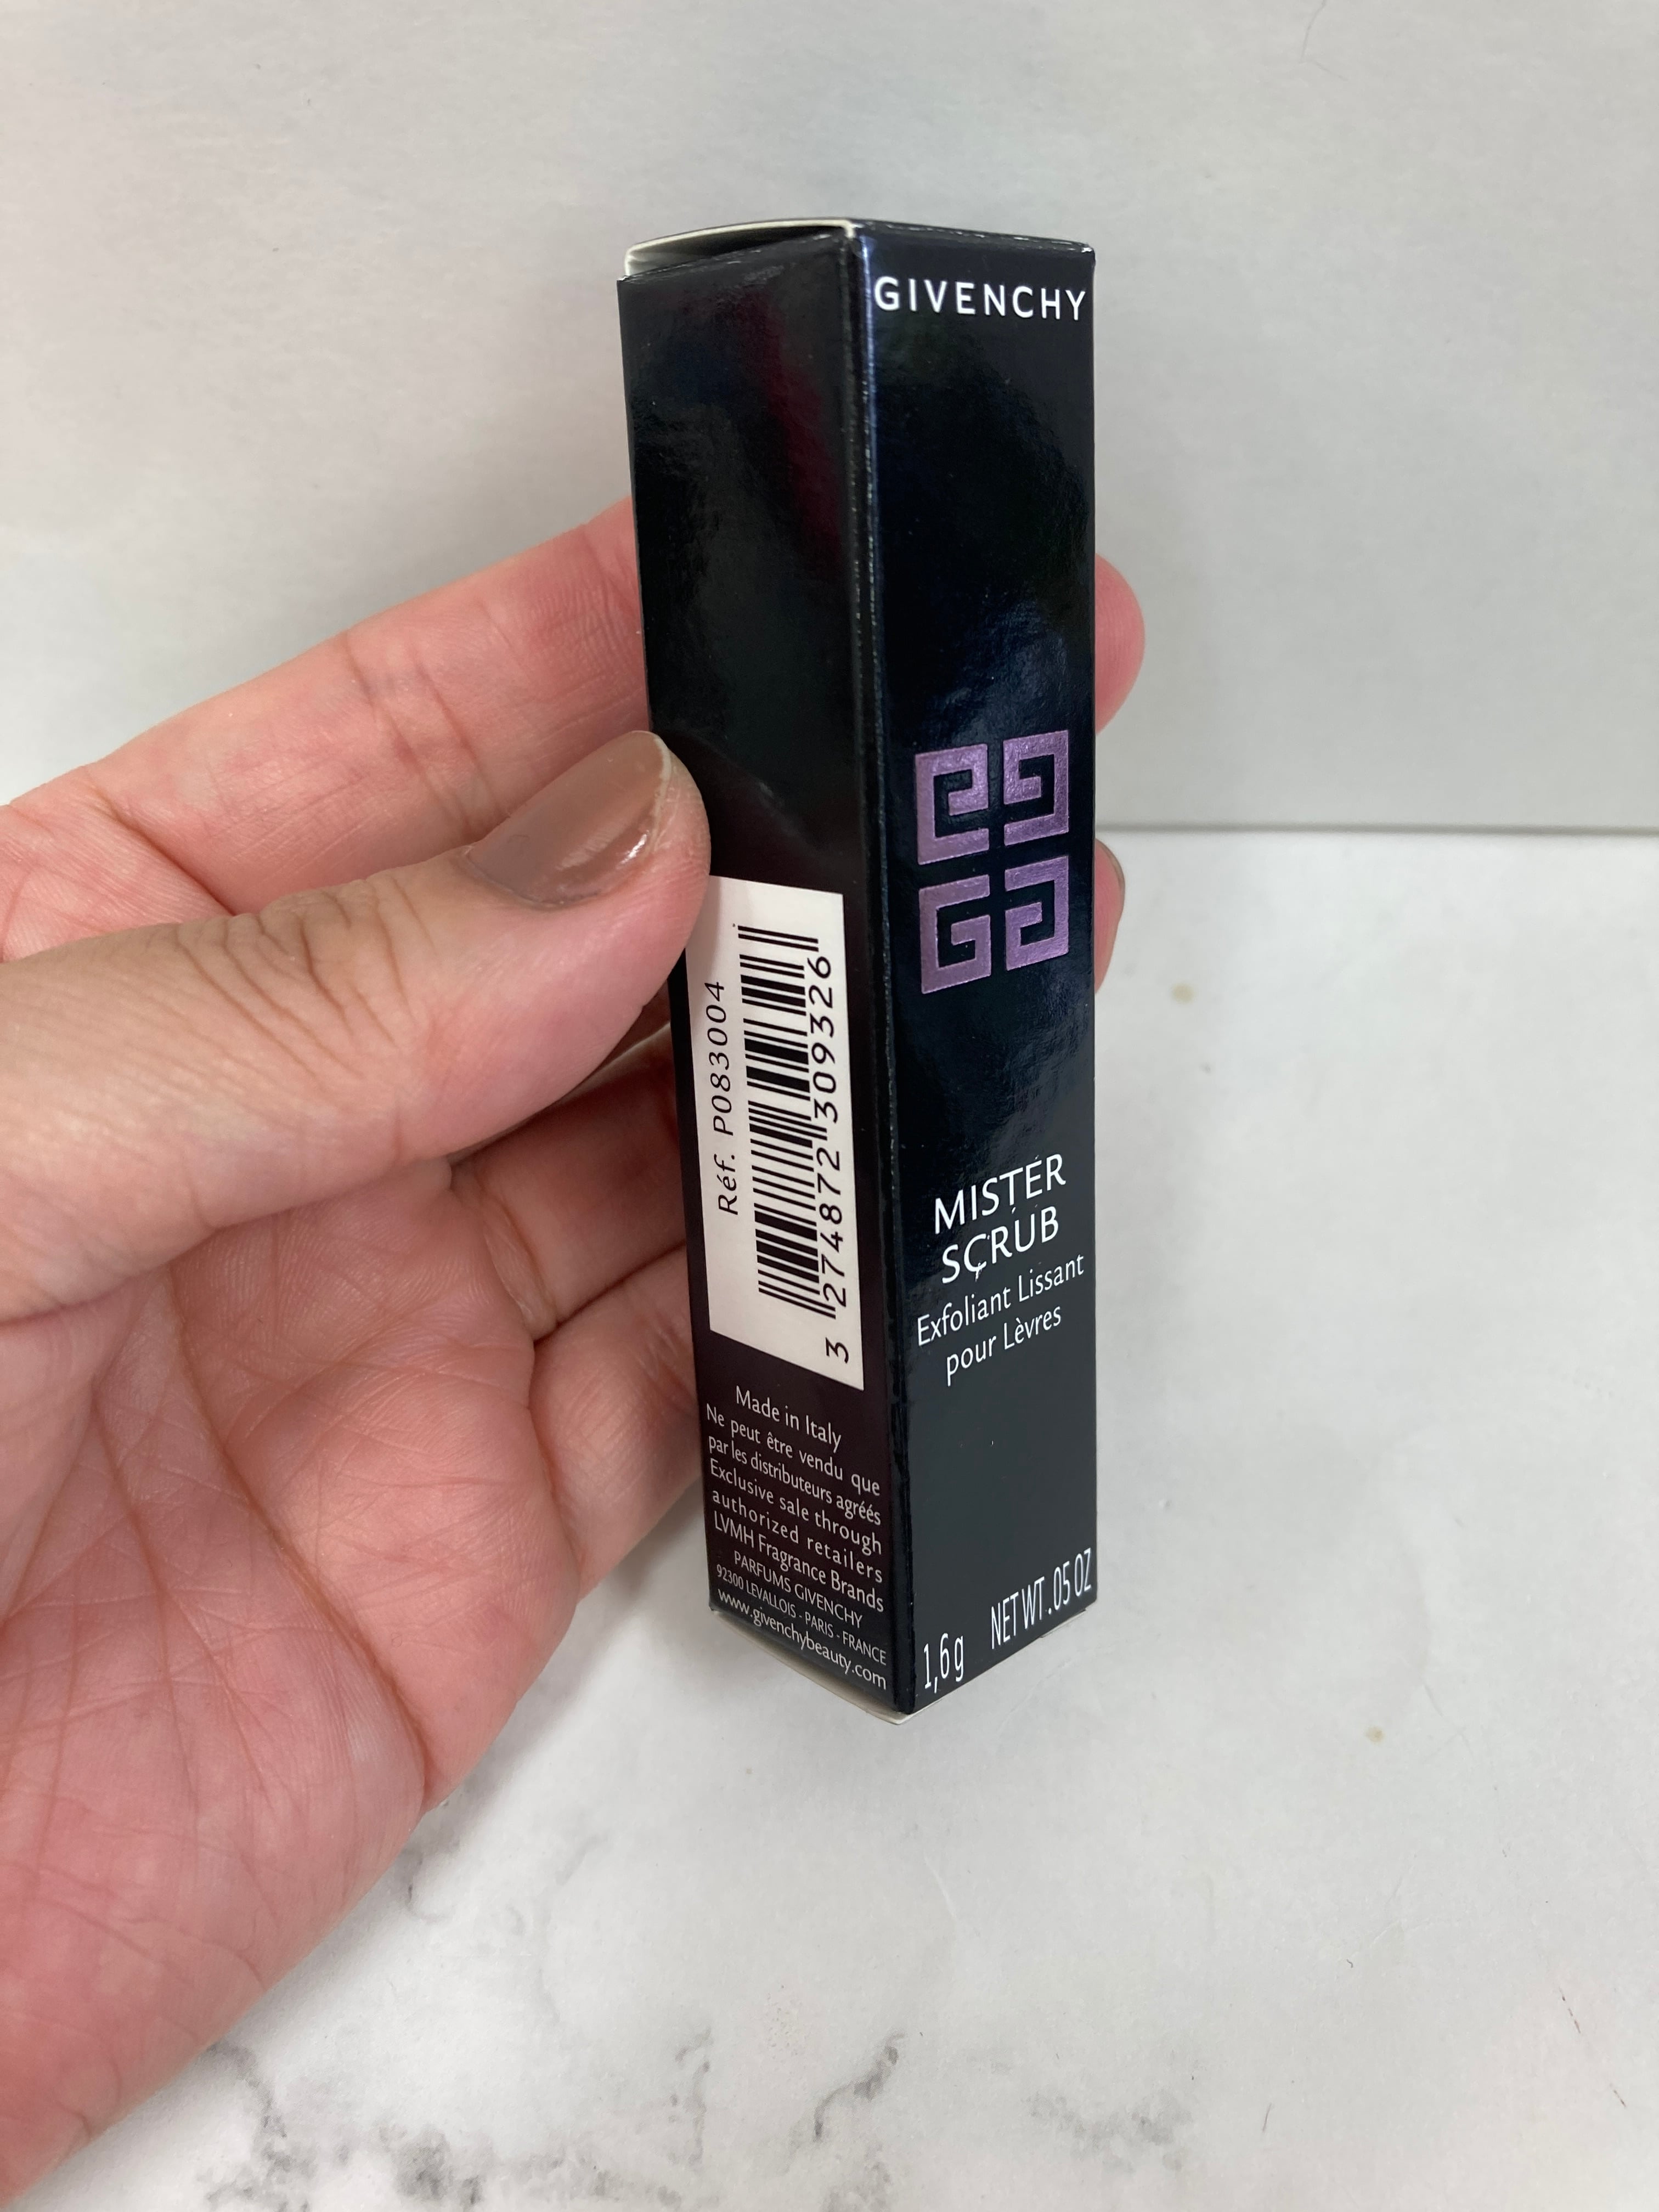 GIVENCHY
MISTER
SCRUB
Exfoliant Lissant
pour Lèvres
1,6 g NET WT .05 OZ
Réf. P083004
3 274872 309326
Made in Italy
Ne peut être vendu que
par les distributeurs agréés
Exclusive sale through
authorized retailers
LVMH Fragrance Brands
PARFUMS GIVENCHY
92300 LEVALLOIS - PARIS - FRANCE
www.givenchybeauty.com